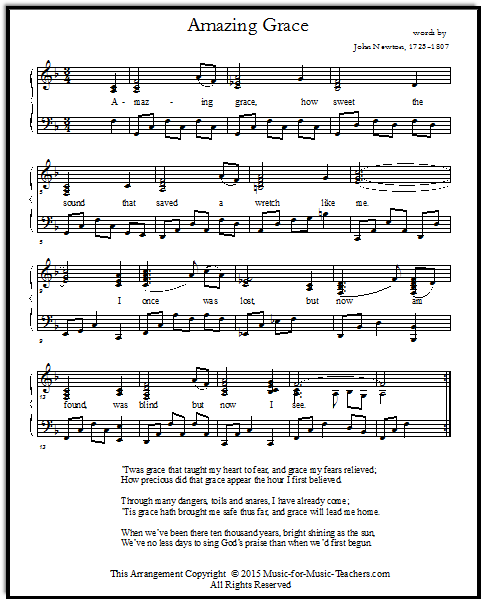 Amazing Grace
words by
John Newton, 1725-1807
A - maz - ing grace, how sweet the
5
sound that saved a wretch like me.
9
I once was lost, but now am
13
found, was blind but now I see.
'Twas grace that taught my heart to fear, and grace my fears relieved;
How precious did that grace appear the hour I first believed.
Through many dangers, toils and snares, I have already come;
'Tis grace hath brought me safe thus far, and grace will lead me home.
When we've been there ten thousand years, bright shining as the sun,
We've no less days to sing God's praise than when we'd first begun.
This Arrangement Copyright © 2015 Music-for-Music-Teachers.com
All Rights Reserved